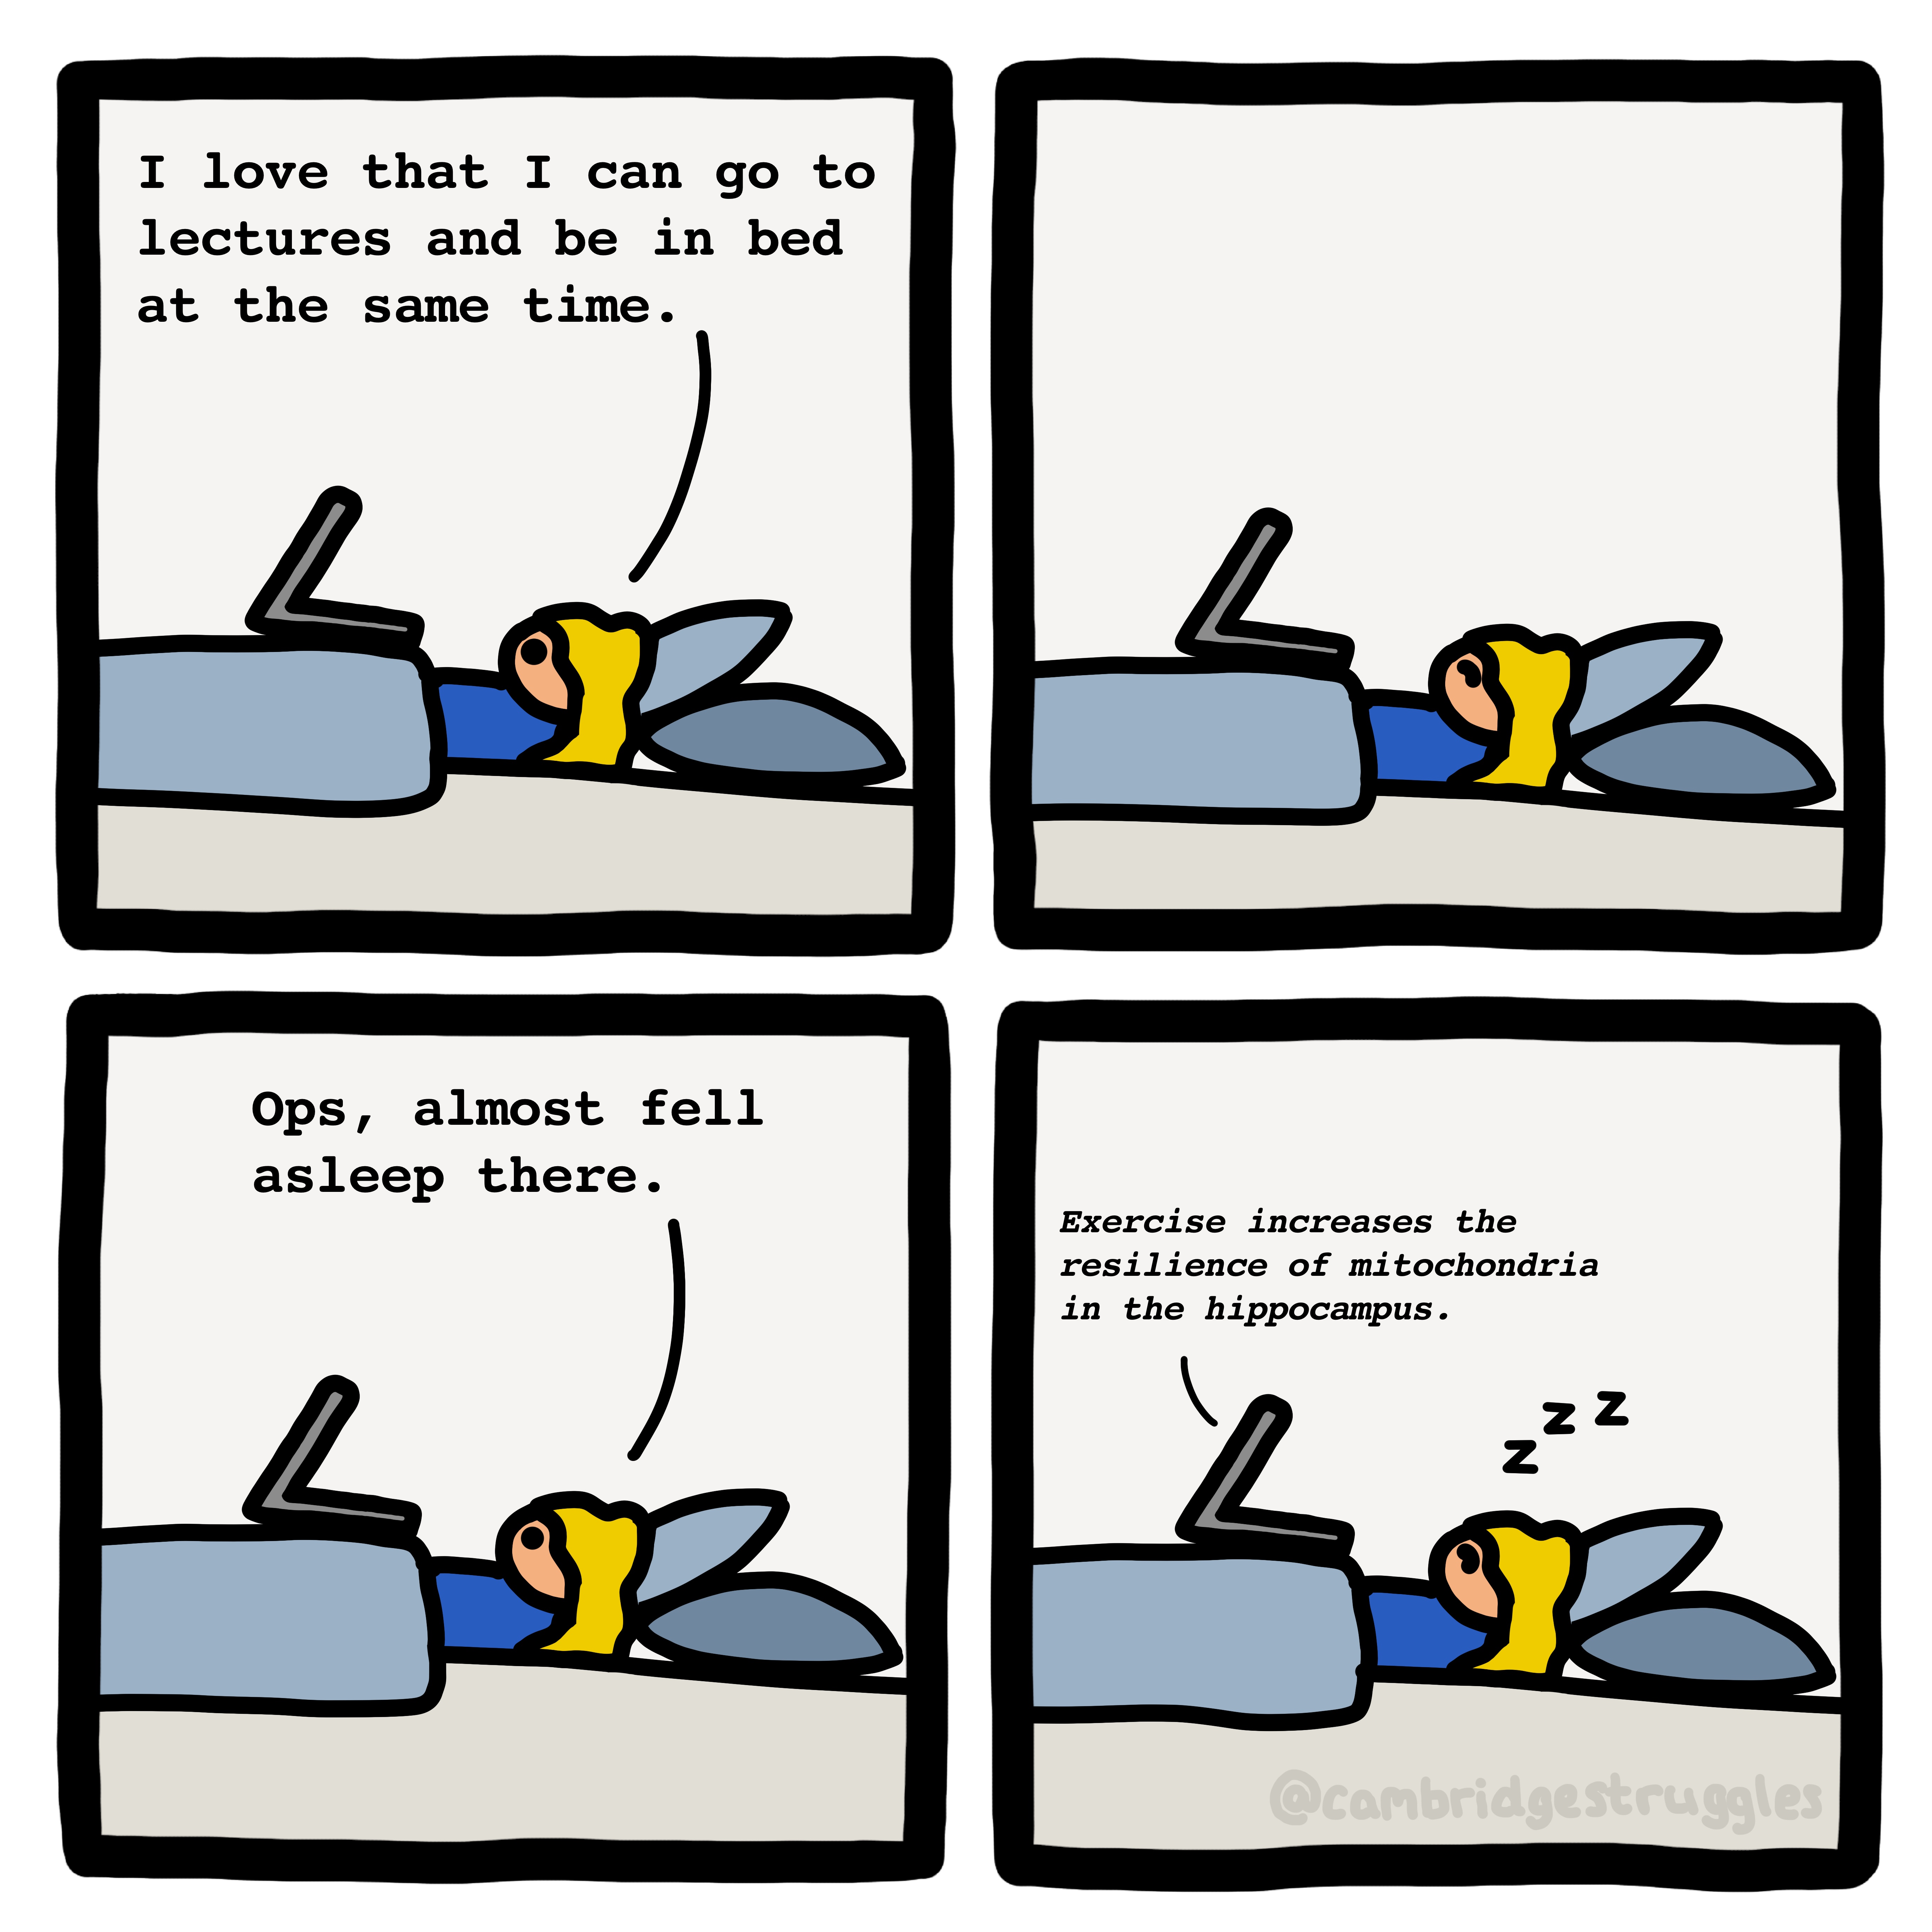 I love that I can go to
lectures and be in bed
at the same time.
Ops, almost fell
asleep there.
Exercise increases the
resilience of mitochondria
in the hippocampus.
z
z
z
@cambridgestruggles